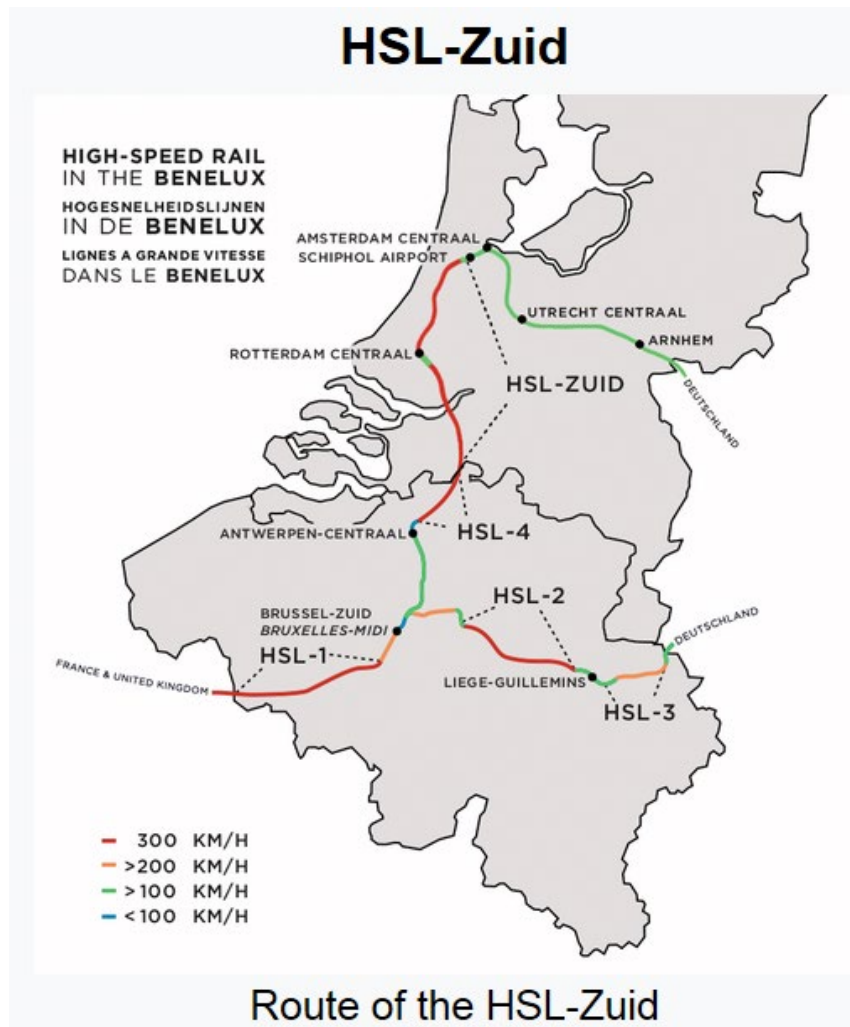 HSL-Zuid
HIGH-SPEED RAIL
IN THE BENELUX
HOGESNELHEIDSLIJNEN
IN DE BENELUX
LIGNES A GRANDE VITESSE
DANS LE BENELUX
AMSTERDAM CENTRAAL
SCHIPHOL AIRPORT
UTRECHT CENTRAAL
ARNHEM
ROTTERDAM CENTRAAL
HSL-ZUID
DEUTSCHLAND
ANTWERPEN-CENTRAAL
HSL-4
HSL-2
BRUSSEL-ZUID
BRUXELLES-MIDI
DEUTSCHLAND
HSL-1
FRANCE & UNITED KINGDOM
LIEGE-GUILLEMINS
HSL-3
300 KM/H
>200 KM/H
>100 KM/H
<100 KM/H
Route of the HSL-Zuid